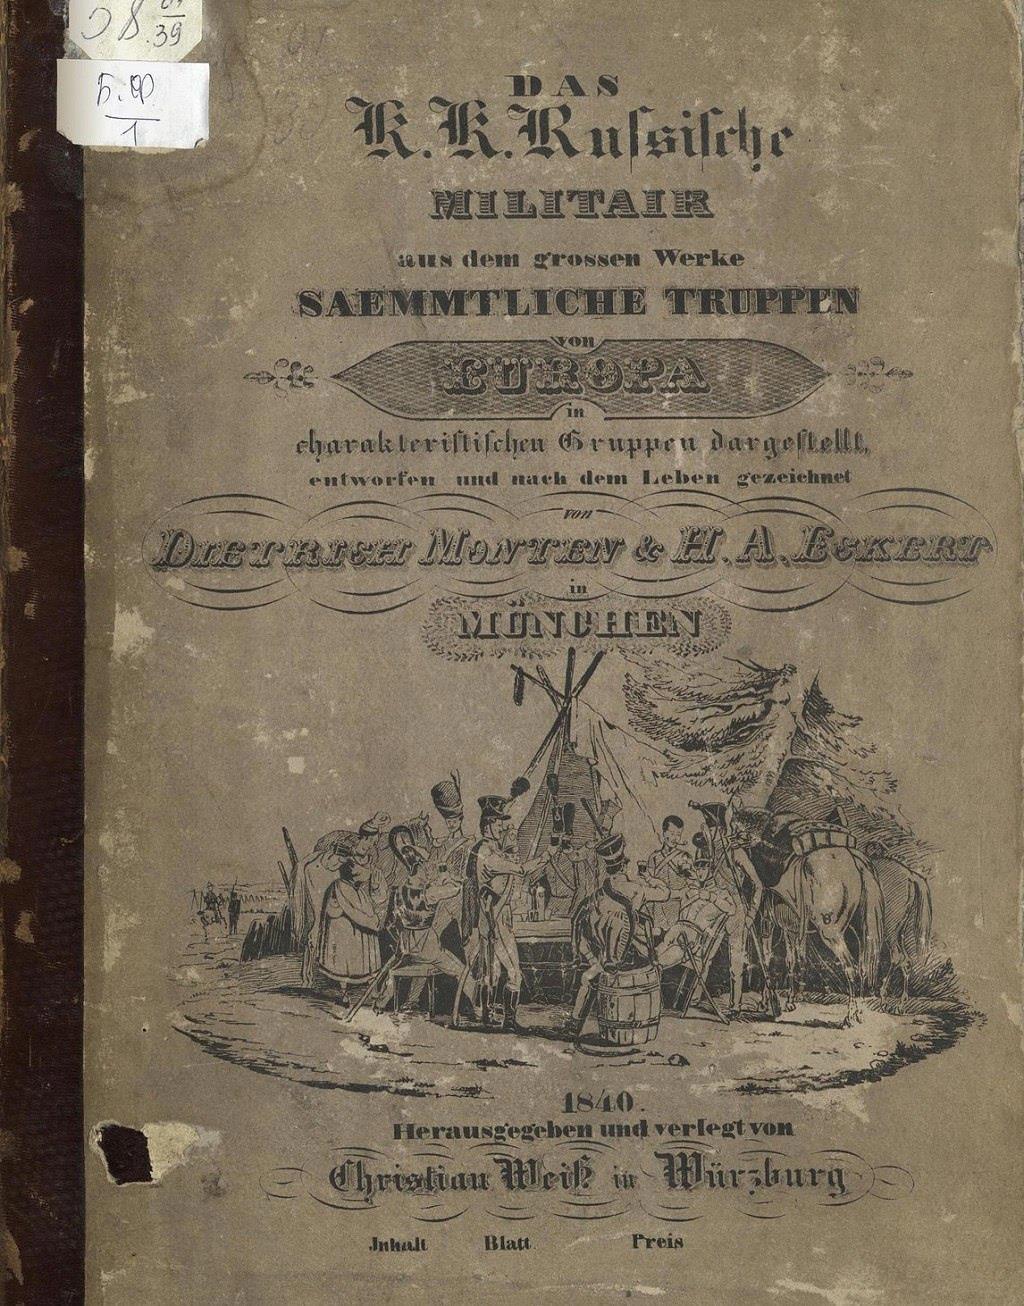 38 61/39
Б.Ф.
1
DAS
K. K. Russische
MILITAIR
aus dem grossen Werke
SAEMMTLICHE TRUPPEN
von
EUROPA
in
charakteristischen Gruppen dargestellt,
entworfen und nach dem Leben gezeichnet
von
DIETRICH MONTEN & H. A. ECKERT
in
MÜNCHEN
1840.
Herausgegeben und verlegt von
Christian Weiß in Würzburg
Inhalt Blatt Preis